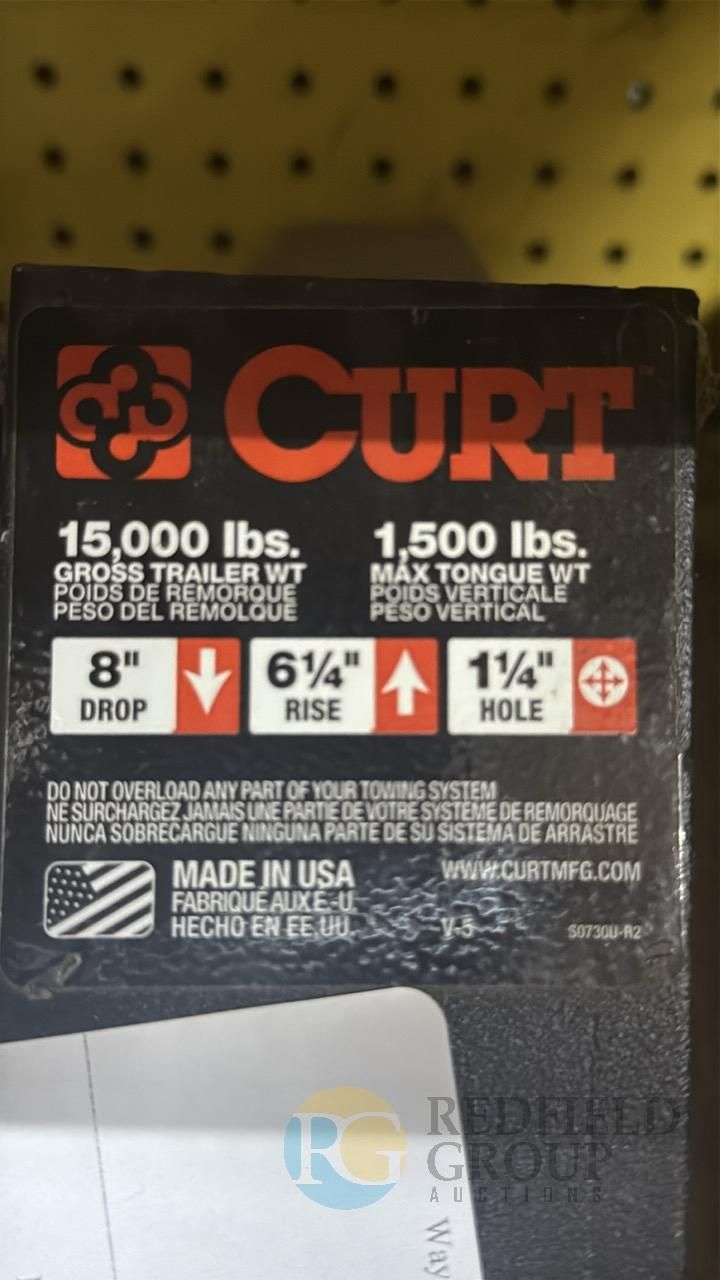 CURT
15,000 lbs.
GROSS TRAILER WT
POIDS DE REMORQUE
PESO DEL REMOLQUE
1,500 lbs.
MAX TONGUE WT
POIDS VERTICALE
PESO VERTICAL
8" DROP
6¼" RISE
1¼" HOLE
DO NOT OVERLOAD ANY PART OF YOUR TOWING SYSTEM
NE SURCHARGEZ JAMAIS UNE PARTIE DE VOTRE SYSTEME DE REMORQUAGE
NUNCA SOBRECARGUE NINGUNA PARTE DE SU SISTEMA DE ARRASTRE
MADE IN USA
FABRIQUÉ AUX É.-U.
HECHO EN EE.UU.
WWW.CURTMFG.COM
V-5
S0730U-R2
RG
REDFIELD
GROUP
AUCTIONS
Way